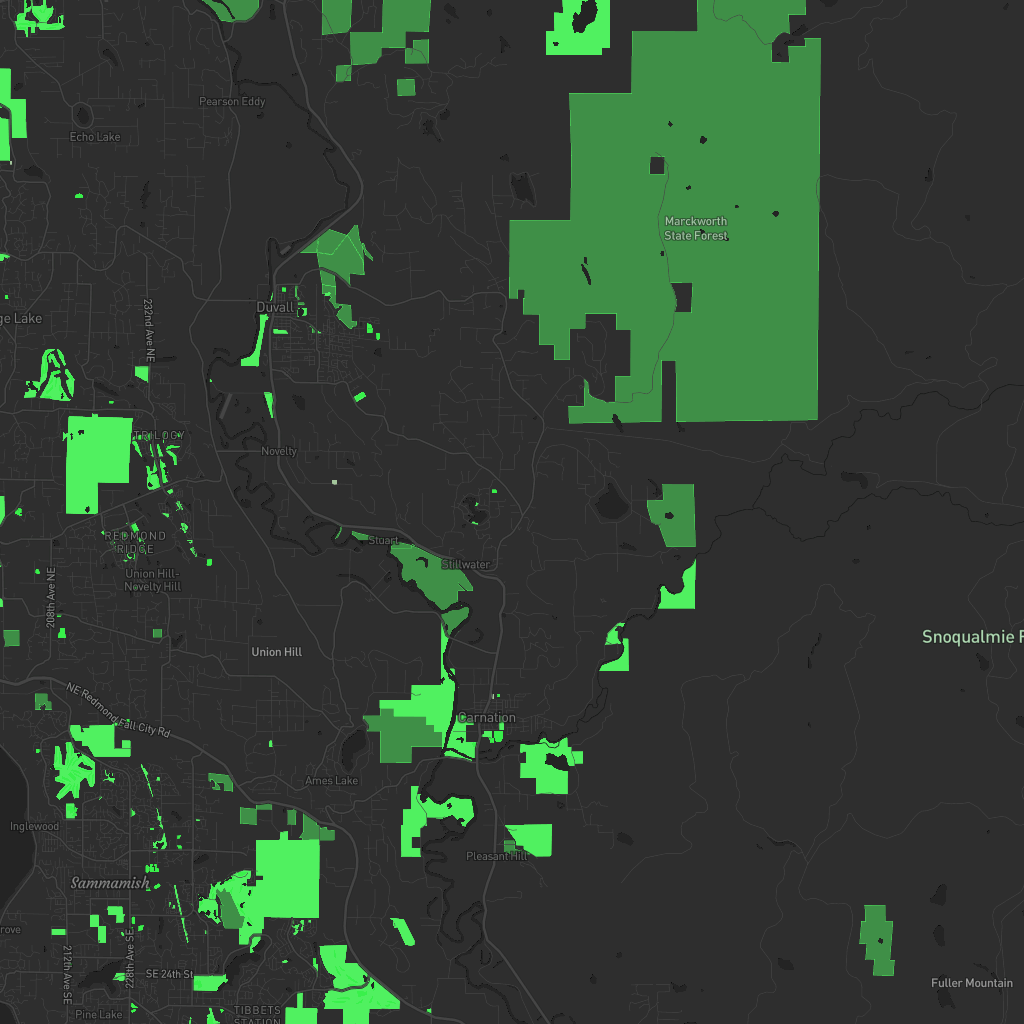 Pearson Eddy
Echo Lake
Marckworth
State Forest
232nd Ave NE
Duvall
ge Lake
TRILOGY
Novelty
REDMOND
RIDGE
Stuart
Stillwater
Union Hill-
Novelty Hill
208th Ave NE
Snoqualmie F
Union Hill
NE Redmond Fall City Rd
Carnation
Ames Lake
Inglewood
Pleasant Hill
Sammamish
rove
212th Ave SE
228th Ave SE
SE 24th St
Fuller Mountain
Pine Lake
TIBBETS
STATION